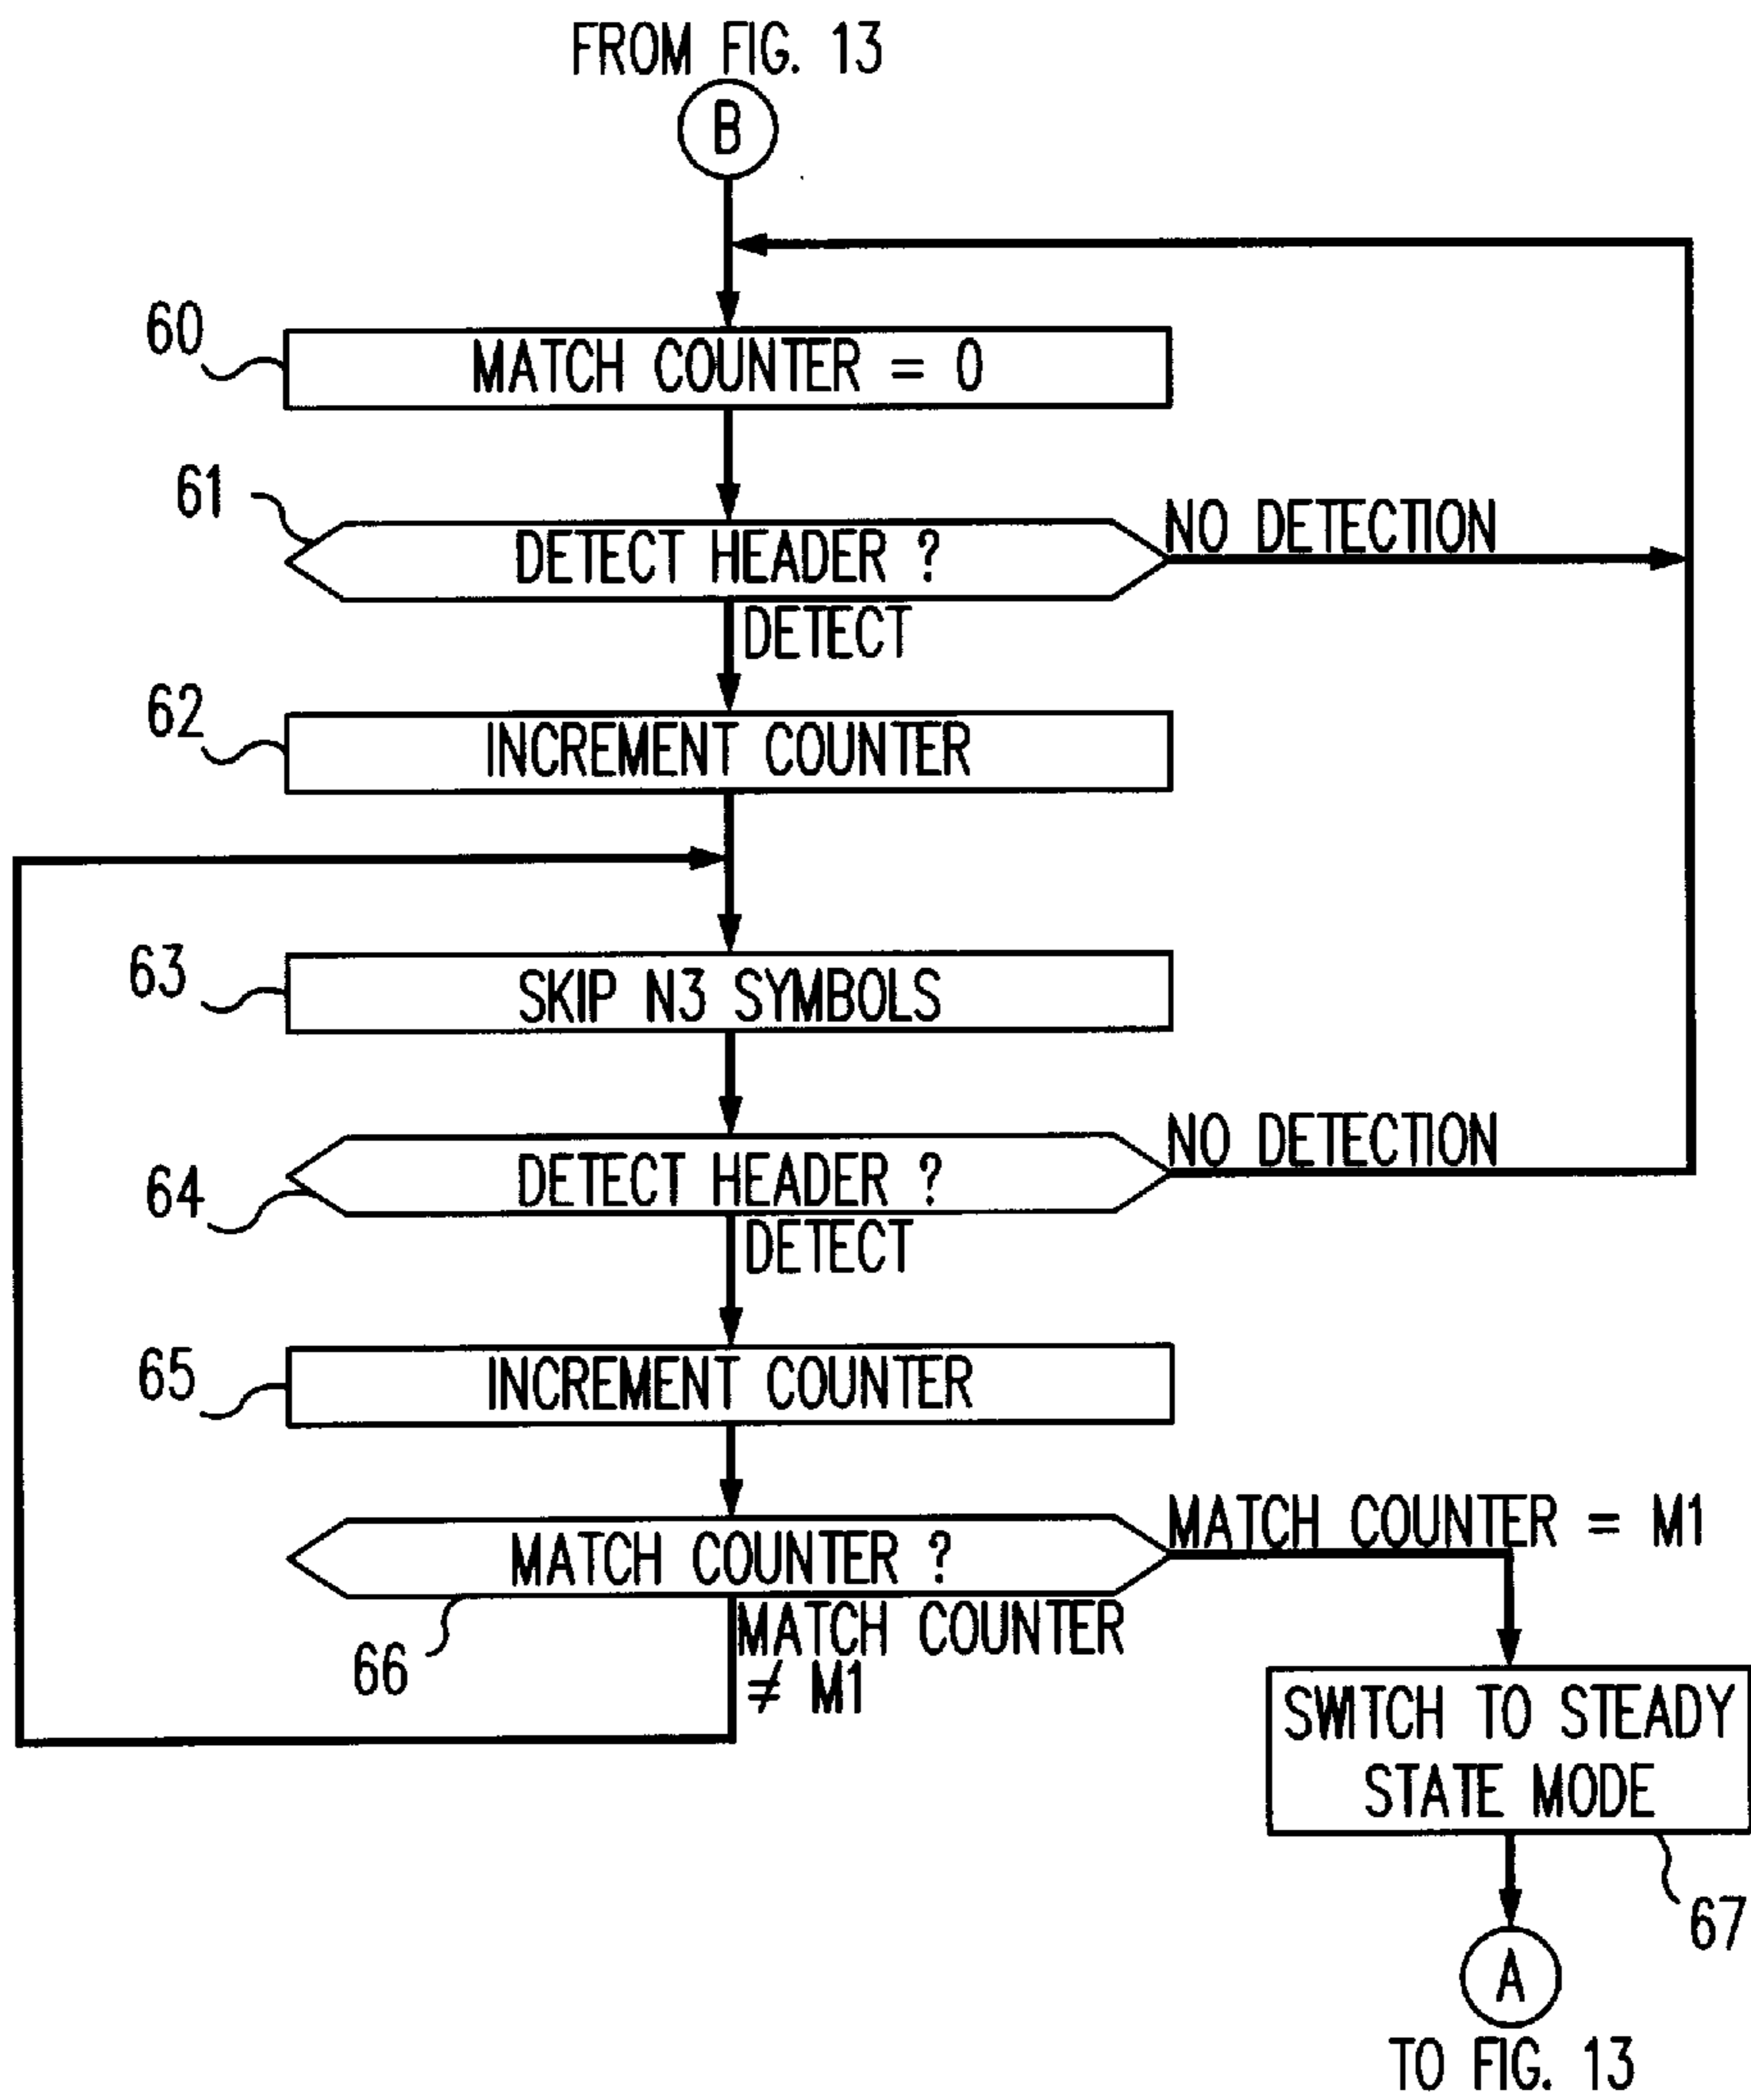 FROM FIG. 13
B
60
MATCH COUNTER = 0
61
DETECT HEADER ?
NO DETECTION
DETECT
62
INCREMENT COUNTER
63
SKIP N3 SYMBOLS
64
DETECT HEADER ?
NO DETECTION
DETECT
65
INCREMENT COUNTER
66
MATCH COUNTER ?
MATCH COUNTER = M1
MATCH COUNTER
≠ M1
SWITCH TO STEADY
STATE MODE
67
A
TO FIG. 13